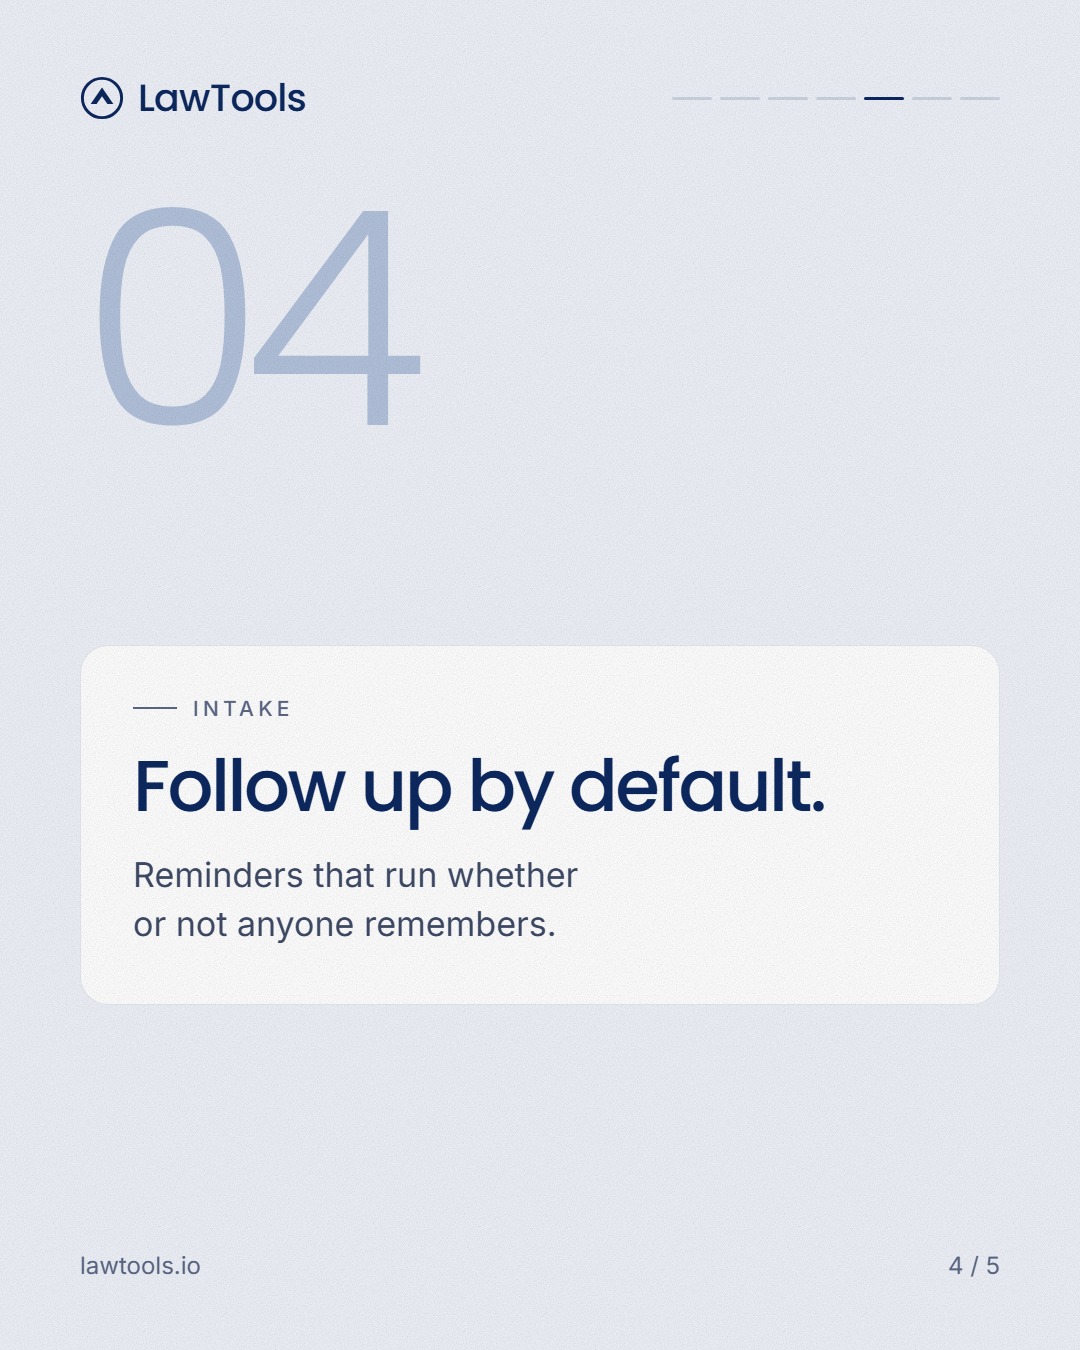 LawTools
04
INTAKE
Follow up by default.
Reminders that run whether
or not anyone remembers.
lawtools.io
4 / 5